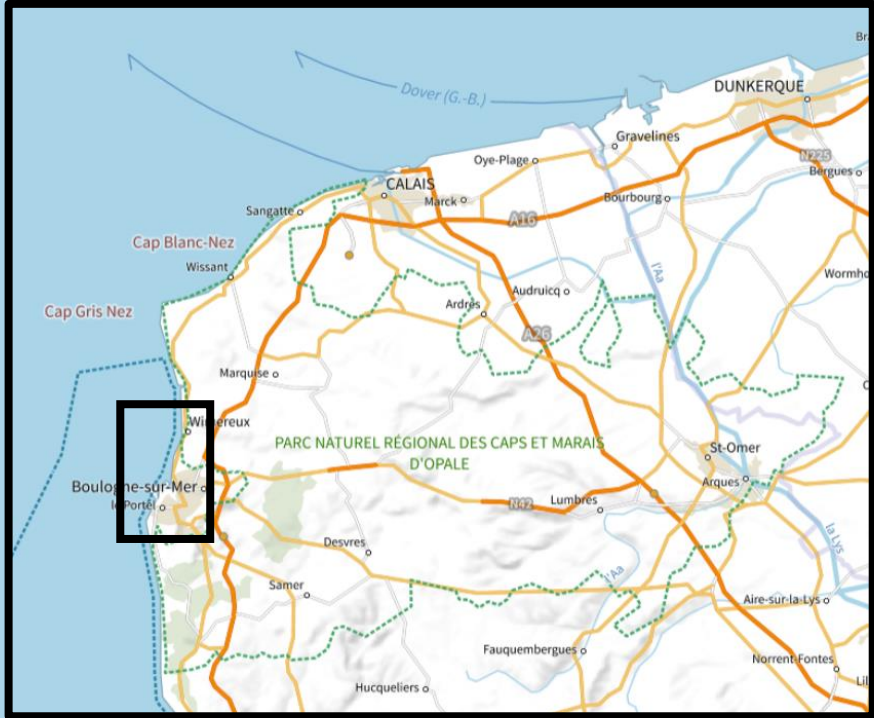 DUNKERQUE
Dover (G.-B.)
Gravelines
N225
Oye-Plage
Bergues
CALAIS
Marck
Bourbourg
Sangatte
A16
Cap Blanc-Nez
Wissant
l'Aa
Audruicq
Cap Gris Nez
Ardres
A26
Marquise
Wimereux
PARC NATUREL RÉGIONAL DES CAPS ET MARAIS
D'OPALE
St-Omer
Boulogne-sur-Mer
Arques
le Portel
N42
Lumbres
Desvres
la Lys
l'Aa
Samer
Aire-sur-la-Lys
Fauquembergues
Norrent-Fontes
Hucqueliers